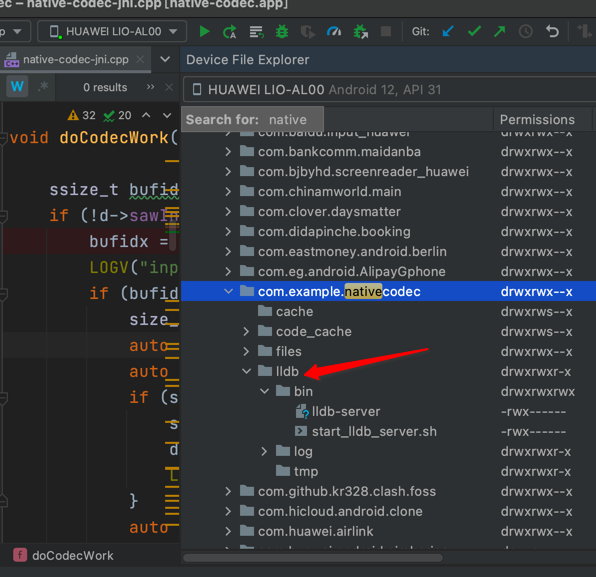 ec – native-codec-jni.cpp [native-codec.app]
HUAWEI LIO-AL00
Git:
native-codec-jni.cpp
W .* 0 results
32 20
void doCodecWork(
ssize_t bufid
if (!d->sawIn
bufidx =
LOGV("inp
if (bufid
size_
auto
auto
if (s
s
d
}
auto
doCodecWork
Device File Explorer
HUAWEI LIO-AL00 Android 12, API 31
Search for: native
Permissions
com.baidu.input_huawei drwxrwx--x
com.bankcomm.maidanba drwxrwx--x
com.bjbyhd.screenreader_huawei drwxrwx--x
com.chinamworld.main drwxrwx--x
com.clover.daysmatter drwxrwx--x
com.didapinche.booking drwxrwx--x
com.eastmoney.android.berlin drwxrwx--x
com.eg.android.AlipayGphone drwxrwx--x
com.example.nativecodec drwxrwx--x
cache drwxrws--x
code_cache drwxrws--x
files drwxrwx--x
lldb drwxrwxr-x
bin drwxrwxrwx
lldb-server -rwx------
start_lldb_server.sh -rwx------
log drwxrwxr-x
tmp drwxrwxr-x
com.github.kr328.clash.foss drwxrwx--x
com.hicloud.android.clone drwxrwx--x
com.huawei.airlink drwxrwx--x